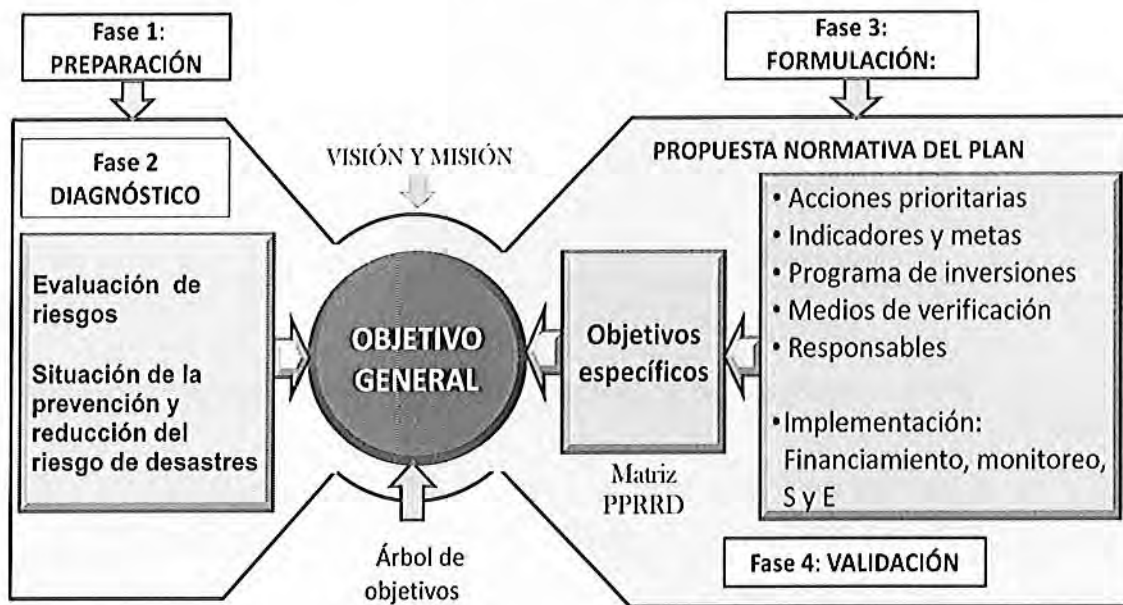 Fase 1:
PREPARACIÓN
Fase 2
DIAGNÓSTICO
Evaluación de
riesgos
Situación de la
prevención y
reducción del
riesgo de desastres
VISIÓN Y MISIÓN
OBJETIVO
GENERAL
Árbol de
objetivos
Fase 3:
FORMULACIÓN:
PROPUESTA NORMATIVA DEL PLAN
Objetivos
específicos
Matriz
PPRRD
• Acciones prioritarias
• Indicadores y metas
• Programa de inversiones
• Medios de verificación
• Responsables
• Implementación:
Financiamiento, monitoreo,
S y E
Fase 4: VALIDACIÓN